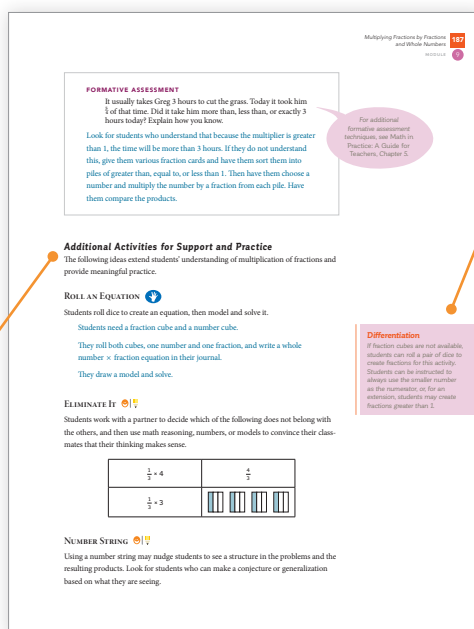 Multiplying Fractions by Fractions
and Whole Numbers
187
MODULE 9
FORMATIVE ASSESSMENT
It usually takes Greg 3 hours to cut the grass. Today it took him
of that time. Did it take him more than, less than, or exactly 3
hours today? Explain how you know.
Look for students who understand that because the multiplier is greater
than 1, the time will be more than 3 hours. If they do not understand
this, give them various fraction cards and have them sort them into
piles of greater than, equal to, or less than 1. Then have them choose a
number and multiply the number by a fraction from each pile. Have
them compare the products.
For additional
formative assessment
techniques, see Math in
Practice: A Guide for
Teachers, Chapter 5.
Additional Activities for Support and Practice
The following ideas extend students' understanding of multiplication of fractions and
provide meaningful practice.
ROLL AN EQUATION
Students roll dice to create an equation, then model and solve it.
Students need a fraction cube and a number cube.
They roll both cubes, one number and one fraction, and write a whole
number × fraction equation in their journal.
They draw a model and solve.
Differentiation
If fraction cubes are not available,
students can roll a pair of dice to
create fractions for this activity.
Students can be instructed to
always use the smaller number
as the numerator, or, for an
extension, students may create
fractions greater than 1.
ELIMINATE IT
Students work with a partner to decide which of the following does not belong with
the others, and then use math reasoning, numbers, or models to convince their class-
mates that their thinking makes sense.
1/3 × 4
4/3
1/3 3
NUMBER STRING
Using a number string may nudge students to see a structure in the problems and the
resulting products. Look for students who can make a conjecture or generalization
based on what they are seeing.